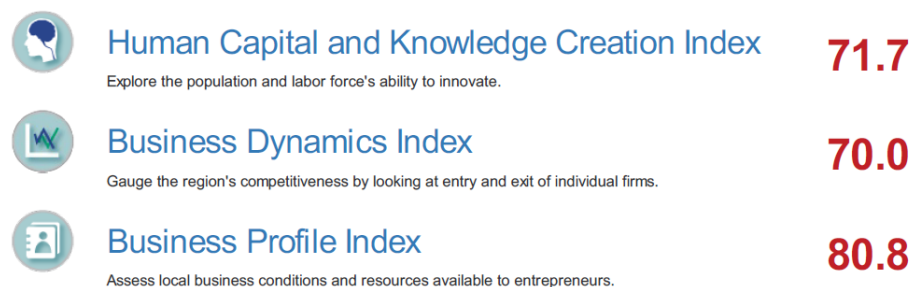 Human Capital and Knowledge Creation Index
71.7
Explore the population and labor force's ability to innovate.
Business Dynamics Index
70.0
Gauge the region's competitiveness by looking at entry and exit of individual firms.
Business Profile Index
80.8
Assess local business conditions and resources available to entrepreneurs.